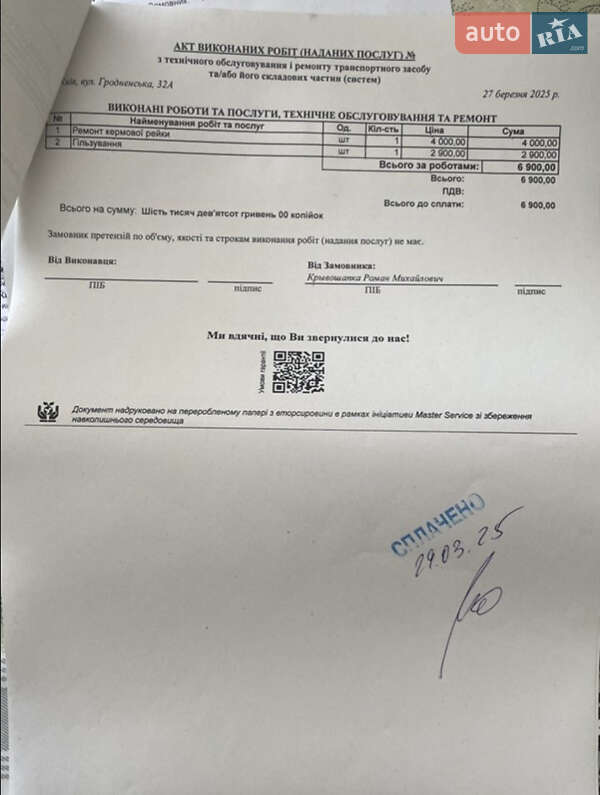 auto RIA .com
АКТ ВИКОНАНИХ РОБІТ (НАДАНИХ ПОСЛУГ) №
з технічного обслуговування і ремонту транспортного засобу
та/або його складових частин (систем)
вул. Гродненська, 32А
27 березня 2025 р.
ВИКОНАНІ РОБОТИ ТА ПОСЛУГИ, ТЕХНІЧНЕ ОБСЛУГОВУВАННЯ ТА РЕМОНТ
№ Найменування робіт та послуг Од. Кіл-сть Ціна Сума
1 Ремонт кермової рейки шт 1 4 000,00 4 000,00
2 Гільзування шт 1 2 900,00 2 900,00
Всього за роботами: 6 900,00
Всього: 6 900,00
ПДВ:
Всього до сплати: 6 900,00
Всього на сумму: Шість тисяч дев'ятсот гривень 00 копійок
Замовник претензій по об'єму, якості та строкам виконання робіт (надання послуг) не має.
Від Виконавця: Від Замовника:
Кривошапка Роман Михайлович
ПІБ підпис ПІБ підпис
Ми вдячні, що Ви звернулися до нас!
Умови гарантії
Документ надруковано на переробленому папері з вторсировини в рамках ініціативи Master Service зі збереження
навколишнього середовища
СПЛАЧЕНО
29.03.25